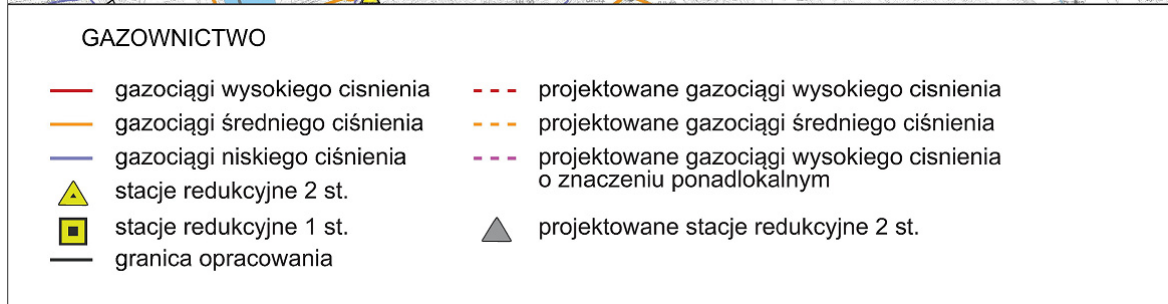 GAZOWNICTWO
gazociągi wysokiego cisnienia
gazociągi średniego ciśnienia
gazociągi niskiego ciśnienia
stacje redukcyjne 2 st.
stacje redukcyjne 1 st.
granica opracowania
projektowane gazociągi wysokiego cisnienia
projektowane gazociągi średniego ciśnienia
projektowane gazociągi wysokiego cisnienia
o znaczeniu ponadlokalnym
projektowane stacje redukcyjne 2 st.